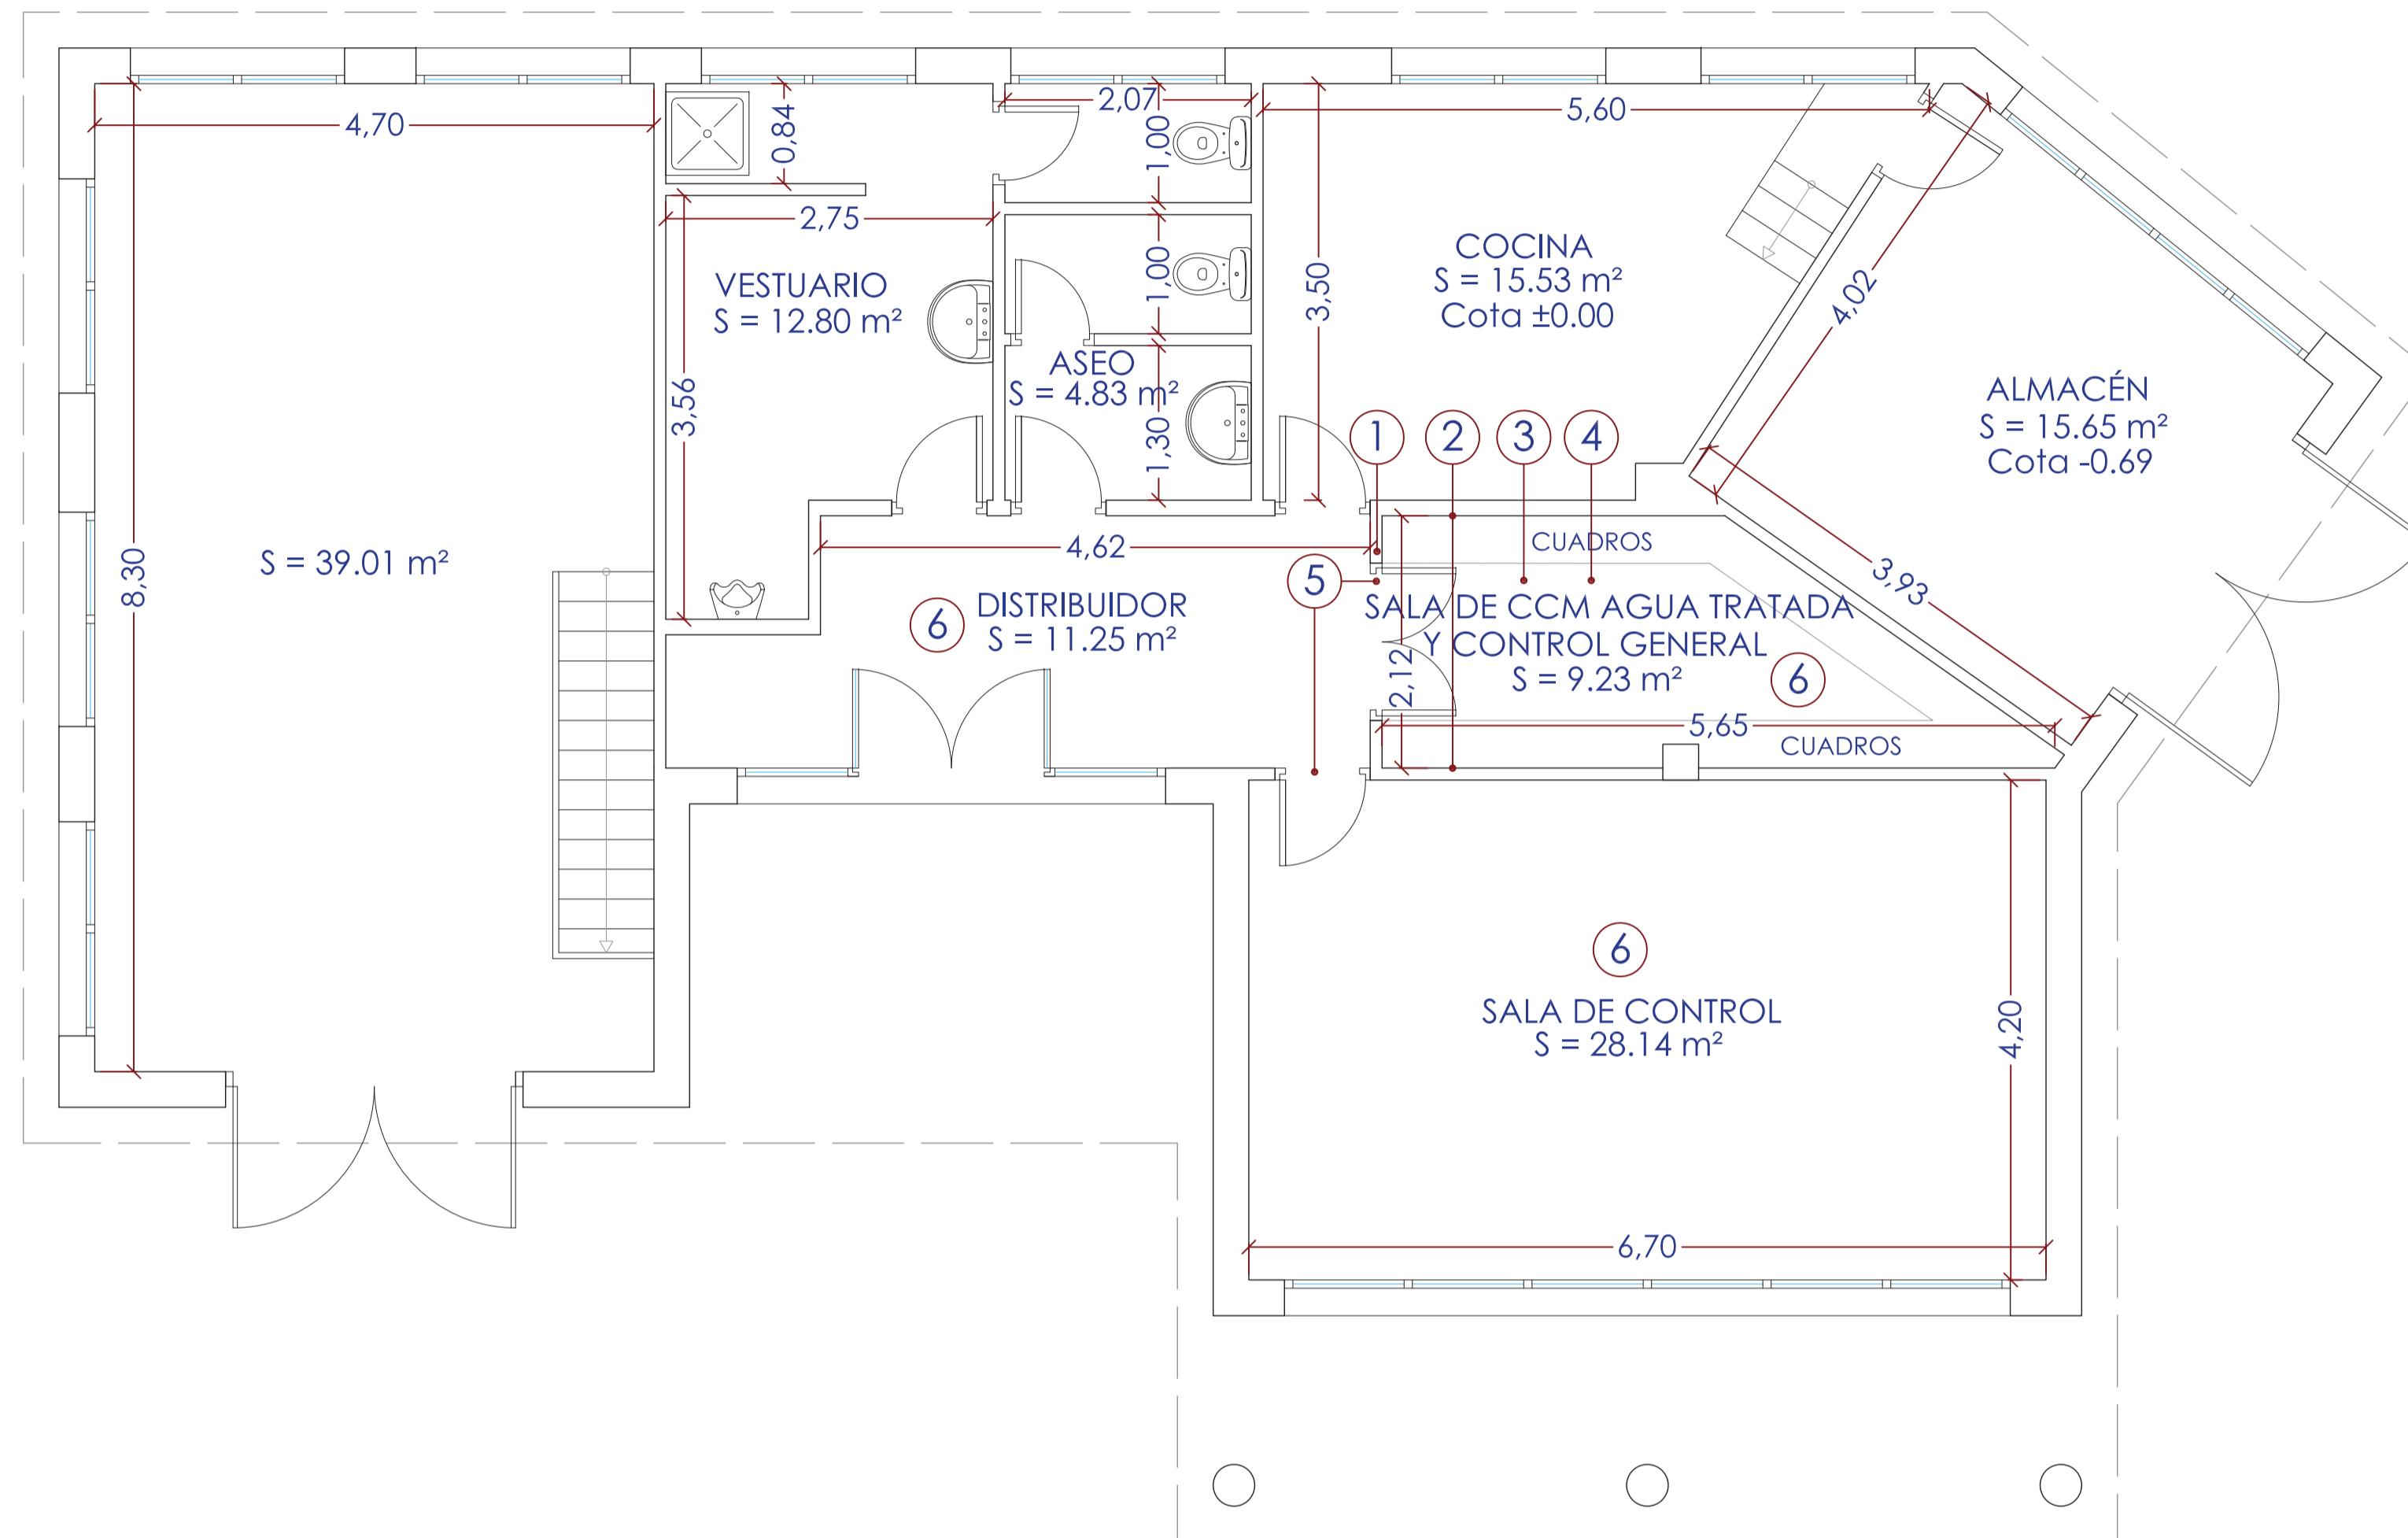 4,70
8,30
S = 39.01 m²
0,84
2,75
VESTUARIO
S = 12.80 m²
3,56
2,07
1,00
1,00
ASEO
S = 4.83 m²
1,30
5,60
3,50
COCINA
S = 15.53 m²
Cota ±0.00
4,02
ALMACÉN
S = 15.65 m²
Cota -0.69
3,93
1
2
3
4
5
4,62
6
DISTRIBUIDOR
S = 11.25 m²
CUADROS
SALA DE CCM AGUA TRATADA
Y CONTROL GENERAL
S = 9.23 m²
6
2,12
5,65
CUADROS
6
SALA DE CONTROL
S = 28.14 m²
4,20
6,70